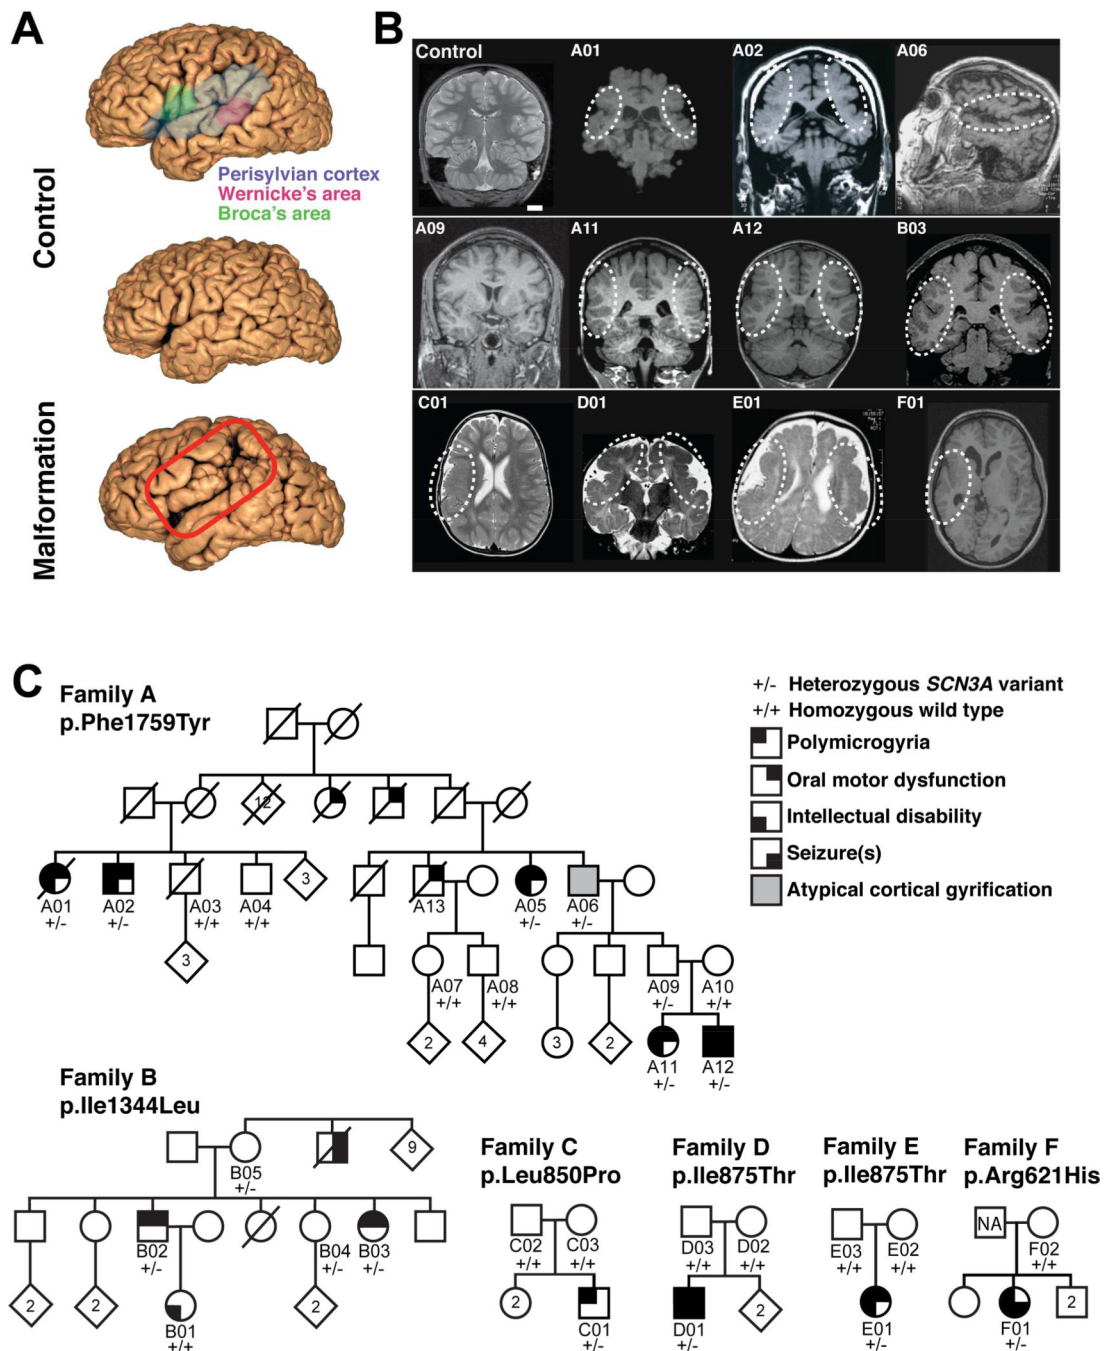 A
Control
Malformation
Perisylvian cortex
Wernicke's area
Broca's area
B
Control
A01
A02
A06
A09
A11
A12
B03
C01
D01
E01
F01
C
Family A
p.Phe1759Tyr
+/- Heterozygous SCN3A variant
+/+ Homozygous wild type
Polymicrogyria
Oral motor dysfunction
Intellectual disability
Seizure(s)
Atypical cortical gyrification
12
A01
+/-
A02
+/-
A03
+/+
A04
+/+
3
3
A13
A05
+/-
A06
+/-
A07
+/+
A08
+/+
A09
+/-
A10
+/+
2
4
3
2
A11
+/-
A12
+/-
Family B
p.Ile1344Leu
B05
+/-
9
B02
+/-
B04
+/-
B03
+/-
2
2
B01
+/+
2
Family C
p.Leu850Pro
C02
+/+
C03
+/+
2
C01
+/-
Family D
p.Ile875Thr
D03
+/+
D02
+/+
D01
+/-
2
Family E
p.Ile875Thr
E03
+/+
E02
+/+
E01
+/-
Family F
p.Arg621His
NA
F02
+/+
F01
+/-
2